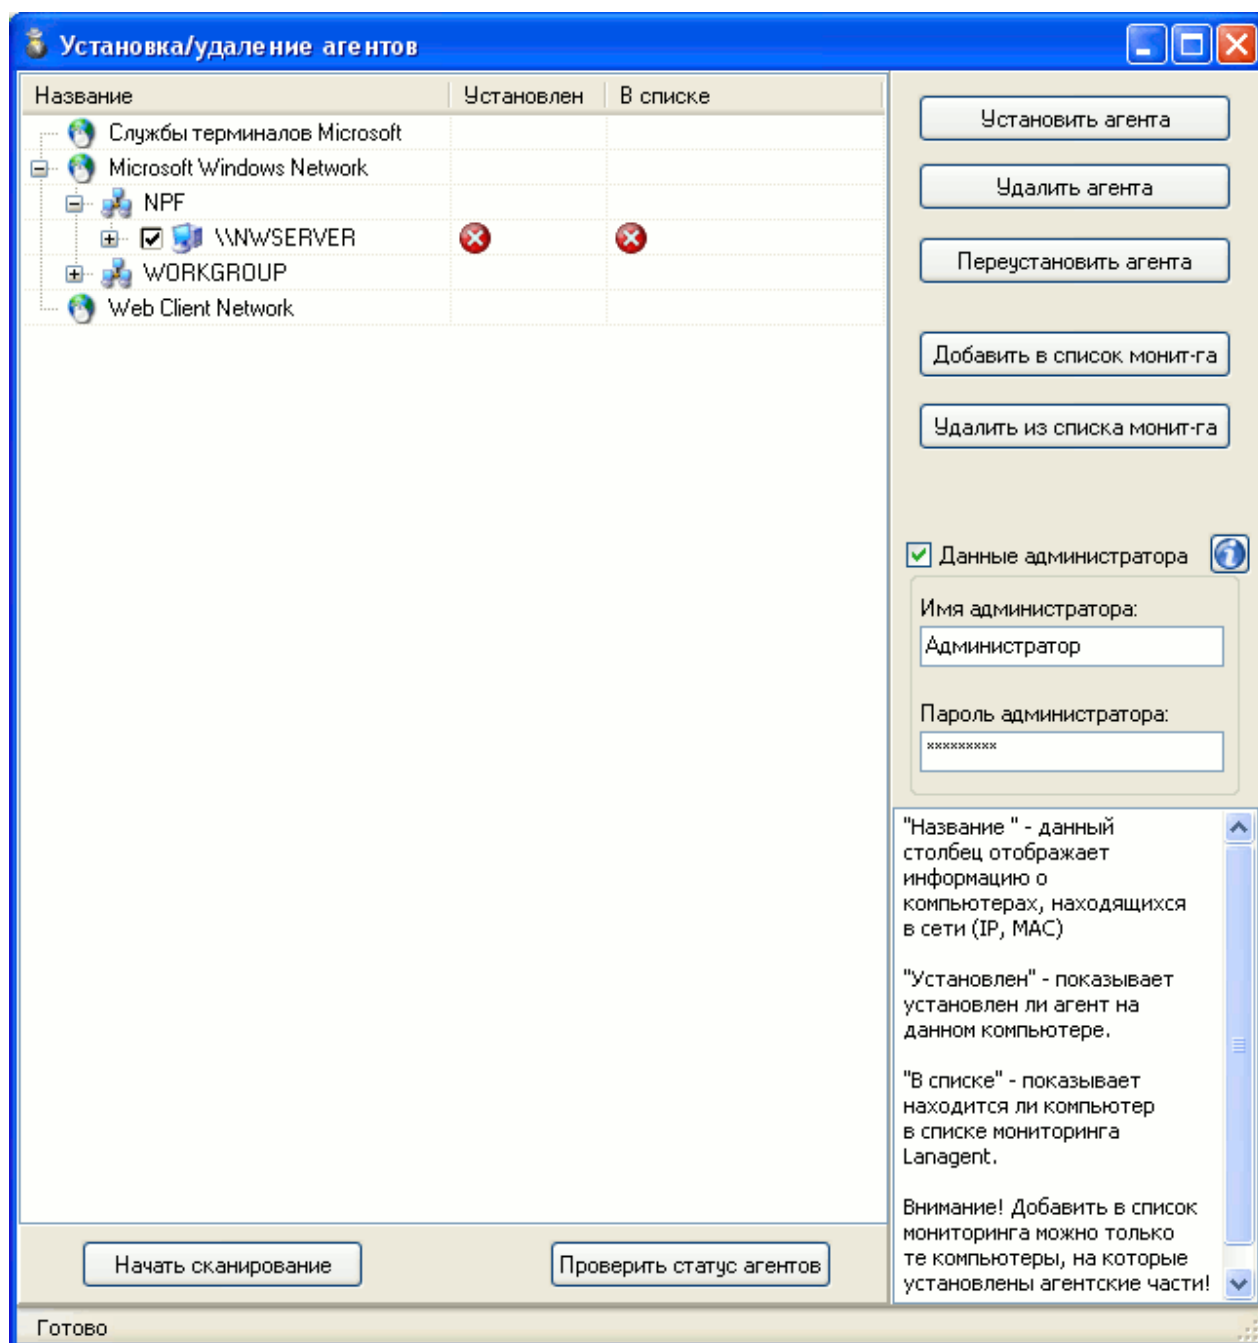 Установка/удаление агентов
Название Установлен В списке
Службы терминалов Microsoft
Microsoft Windows Network
NPF
\\NWSERVER
WORKGROUP
Web Client Network
Установить агента
Удалить агента
Переустановить агента
Добавить в список монит-га
Удалить из списка монит-га
Данные администратора
Имя администратора:
Администратор
Пароль администратора:
*********
"Название " - данный
столбец отображает
информацию о
компьютерах, находящихся
в сети (IP, MAC)
"Установлен" - показывает
установлен ли агент на
данном компьютере.
"В списке" - показывает
находится ли компьютер
в списке мониторинга
Lanagent.
Внимание! Добавить в список
мониторинга можно только
те компьютеры, на которые
установлены агентские части!
Начать сканирование
Проверить статус агентов
Готово